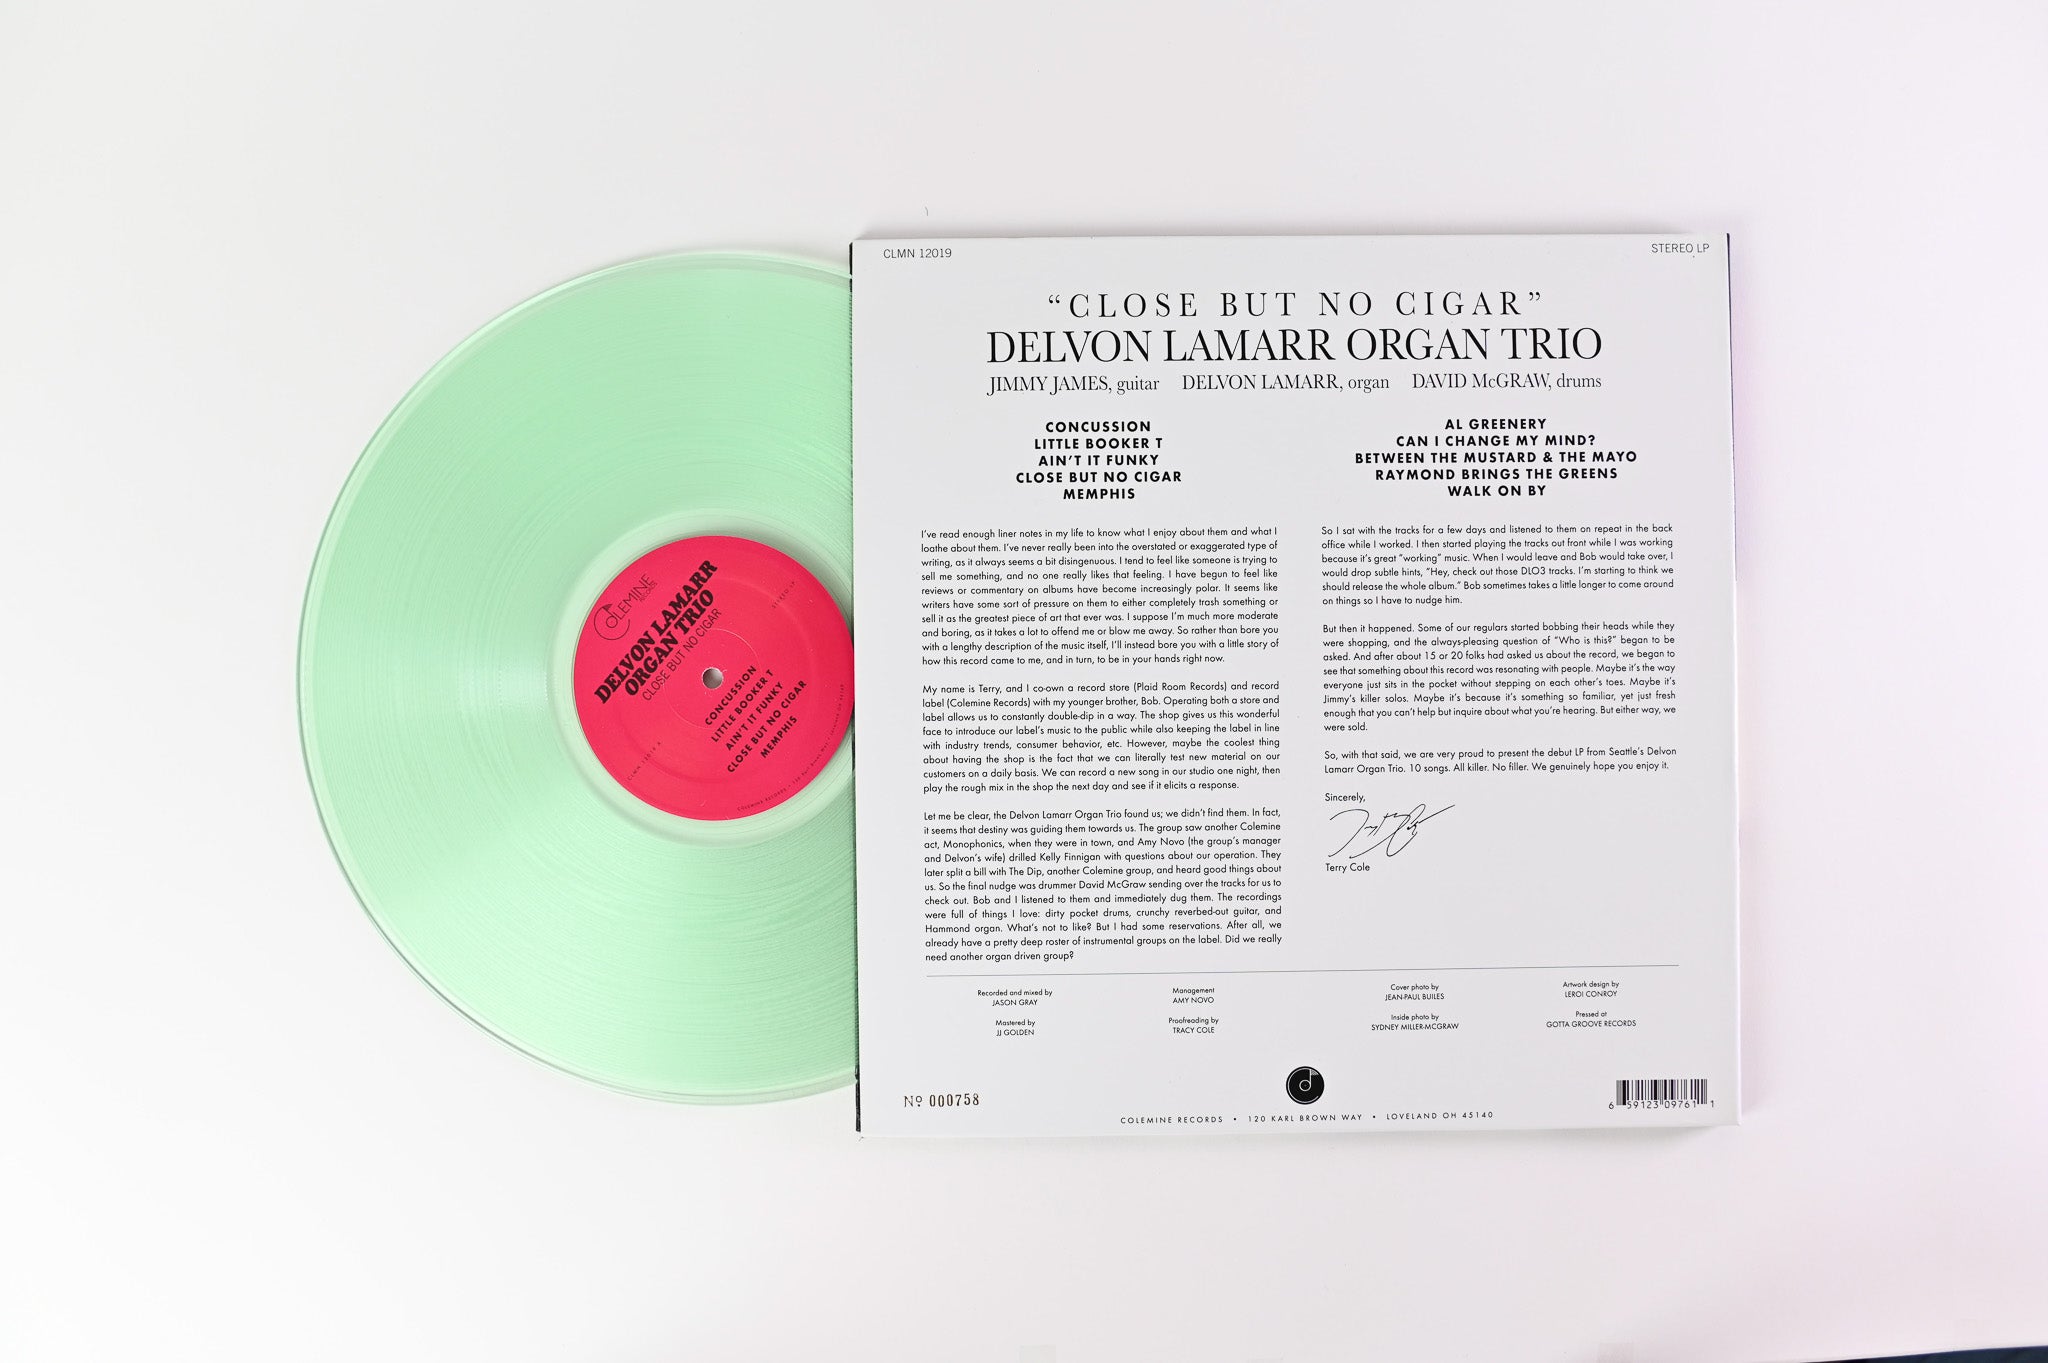 COLEMINE
RECORDS
STEREO LP
DELVON LAMARR
ORGAN TRIO
CLOSE BUT NO CIGAR
CONCUSSION
LITTLE BOOKER T
AIN'T IT FUNKY
CLOSE BUT NO CIGAR
MEMPHIS
CLMN 12019 A
CLMN 12019
STEREO LP
“CLOSE BUT NO CIGAR”
DELVON LAMARR ORGAN TRIO
JIMMY JAMES, guitar DELVON LAMARR, organ DAVID McGRAW, drums
CONCUSSION
LITTLE BOOKER T
AIN'T IT FUNKY
CLOSE BUT NO CIGAR
MEMPHIS
AL GREENERY
CAN I CHANGE MY MIND?
BETWEEN THE MUSTARD & THE MAYO
RAYMOND BRINGS THE GREENS
WALK ON BY
I've read enough liner notes in my life to know what I enjoy about them and what I
loathe about them. I've never really been into the overstated or exaggerated type of
writing, as it always seems a bit disingenuous. I tend to feel like someone is trying to
sell me something, and no one really likes that feeling. I have begun to feel like
reviews or commentary on albums have become increasingly polar. It seems like
writers have some sort of pressure on them to either completely trash something or
sell it as the greatest piece of art that ever was. I suppose I'm much more moderate
and boring, as it takes a lot to offend me or blow me away. So rather than bore you
with a lengthy description of the music itself, I'll instead bore you with a little story of
how this record came to me, and in turn, to be in your hands right now.
My name is Terry, and I co-own a record store (Plaid Room Records) and record
label (Colemine Records) with my younger brother, Bob. Operating both a store and
label allows us to constantly double-dip in a way. The shop gives us this wonderful
face to introduce our label's music to the public while also keeping the label in line
with industry trends, consumer behavior, etc. However, maybe the coolest thing
about having the shop is the fact that we can literally test new material on our
customers on a daily basis. We can record a new song in our studio one night, then
play the rough mix in the shop the next day and see if it elicits a response.
Let me be clear, the Delvon Lamarr Organ Trio found us; we didn't find them. In fact,
it seems that destiny was guiding them towards us. The group saw another Colemine
act, Monophonics, when they were in town, and Amy Novo (the group's manager
and Delvon's wife) drilled Kelly Finnigan with questions about our operation. They
later split a bill with The Dip, another Colemine group, and heard good things about
us. So the final nudge was drummer David McGraw sending over the tracks for us to
check out. Bob and I listened to them and immediately dug them. The recordings
were full of things I love: dirty pocket drums, crunchy reverbed-out guitar, and
Hammond organ. What's not to like? But I had some reservations. After all, we
already have a pretty deep roster of instrumental groups on the label. Did we really
need another organ driven group?
So I sat with the tracks for a few days and listened to them on repeat in the back
office while I worked. I then started playing the tracks out front while I was working
because it's great "working" music. When I would leave and Bob would take over, I
would drop subtle hints, "Hey, check out those DLO3 tracks. I'm starting to think we
should release the whole album." Bob sometimes takes a little longer to come around
on things so I have to nudge him.
But then it happened. Some of our regulars started bobbing their heads while they
were shopping, and the always-pleasing question of "Who is this?" began to be
asked. And after about 15 or 20 folks had asked us about the record, we began to
see that something about this record was resonating with people. Maybe it's the way
everyone just sits in the pocket without stepping on each other's toes. Maybe it's
Jimmy's killer solos. Maybe it's because it's something so familiar, yet just fresh
enough that you can't help but inquire about what you're hearing. But either way, we
were sold.
So, with that said, we are very proud to present the debut LP from Seattle's Delvon
Lamarr Organ Trio. 10 songs. All killer. No filler. We genuinely hope you enjoy it.
Sincerely,
Terry Cole
Recorded and mixed by
JASON GRAY
Mastered by
JJ GOLDEN
Management
AMY NOVO
Proofreading by
TRACY COLE
Cover photo by
JEAN-PAUL BUILES
Inside photo by
SYDNEY MILLER-MCGRAW
Artwork design by
LEROI CONROY
Pressed at
GOTTA GROOVE RECORDS
Nº 000758
COLEMINE RECORDS • 120 KARL BROWN WAY • LOVELAND OH 45140
6 59123 09761 1